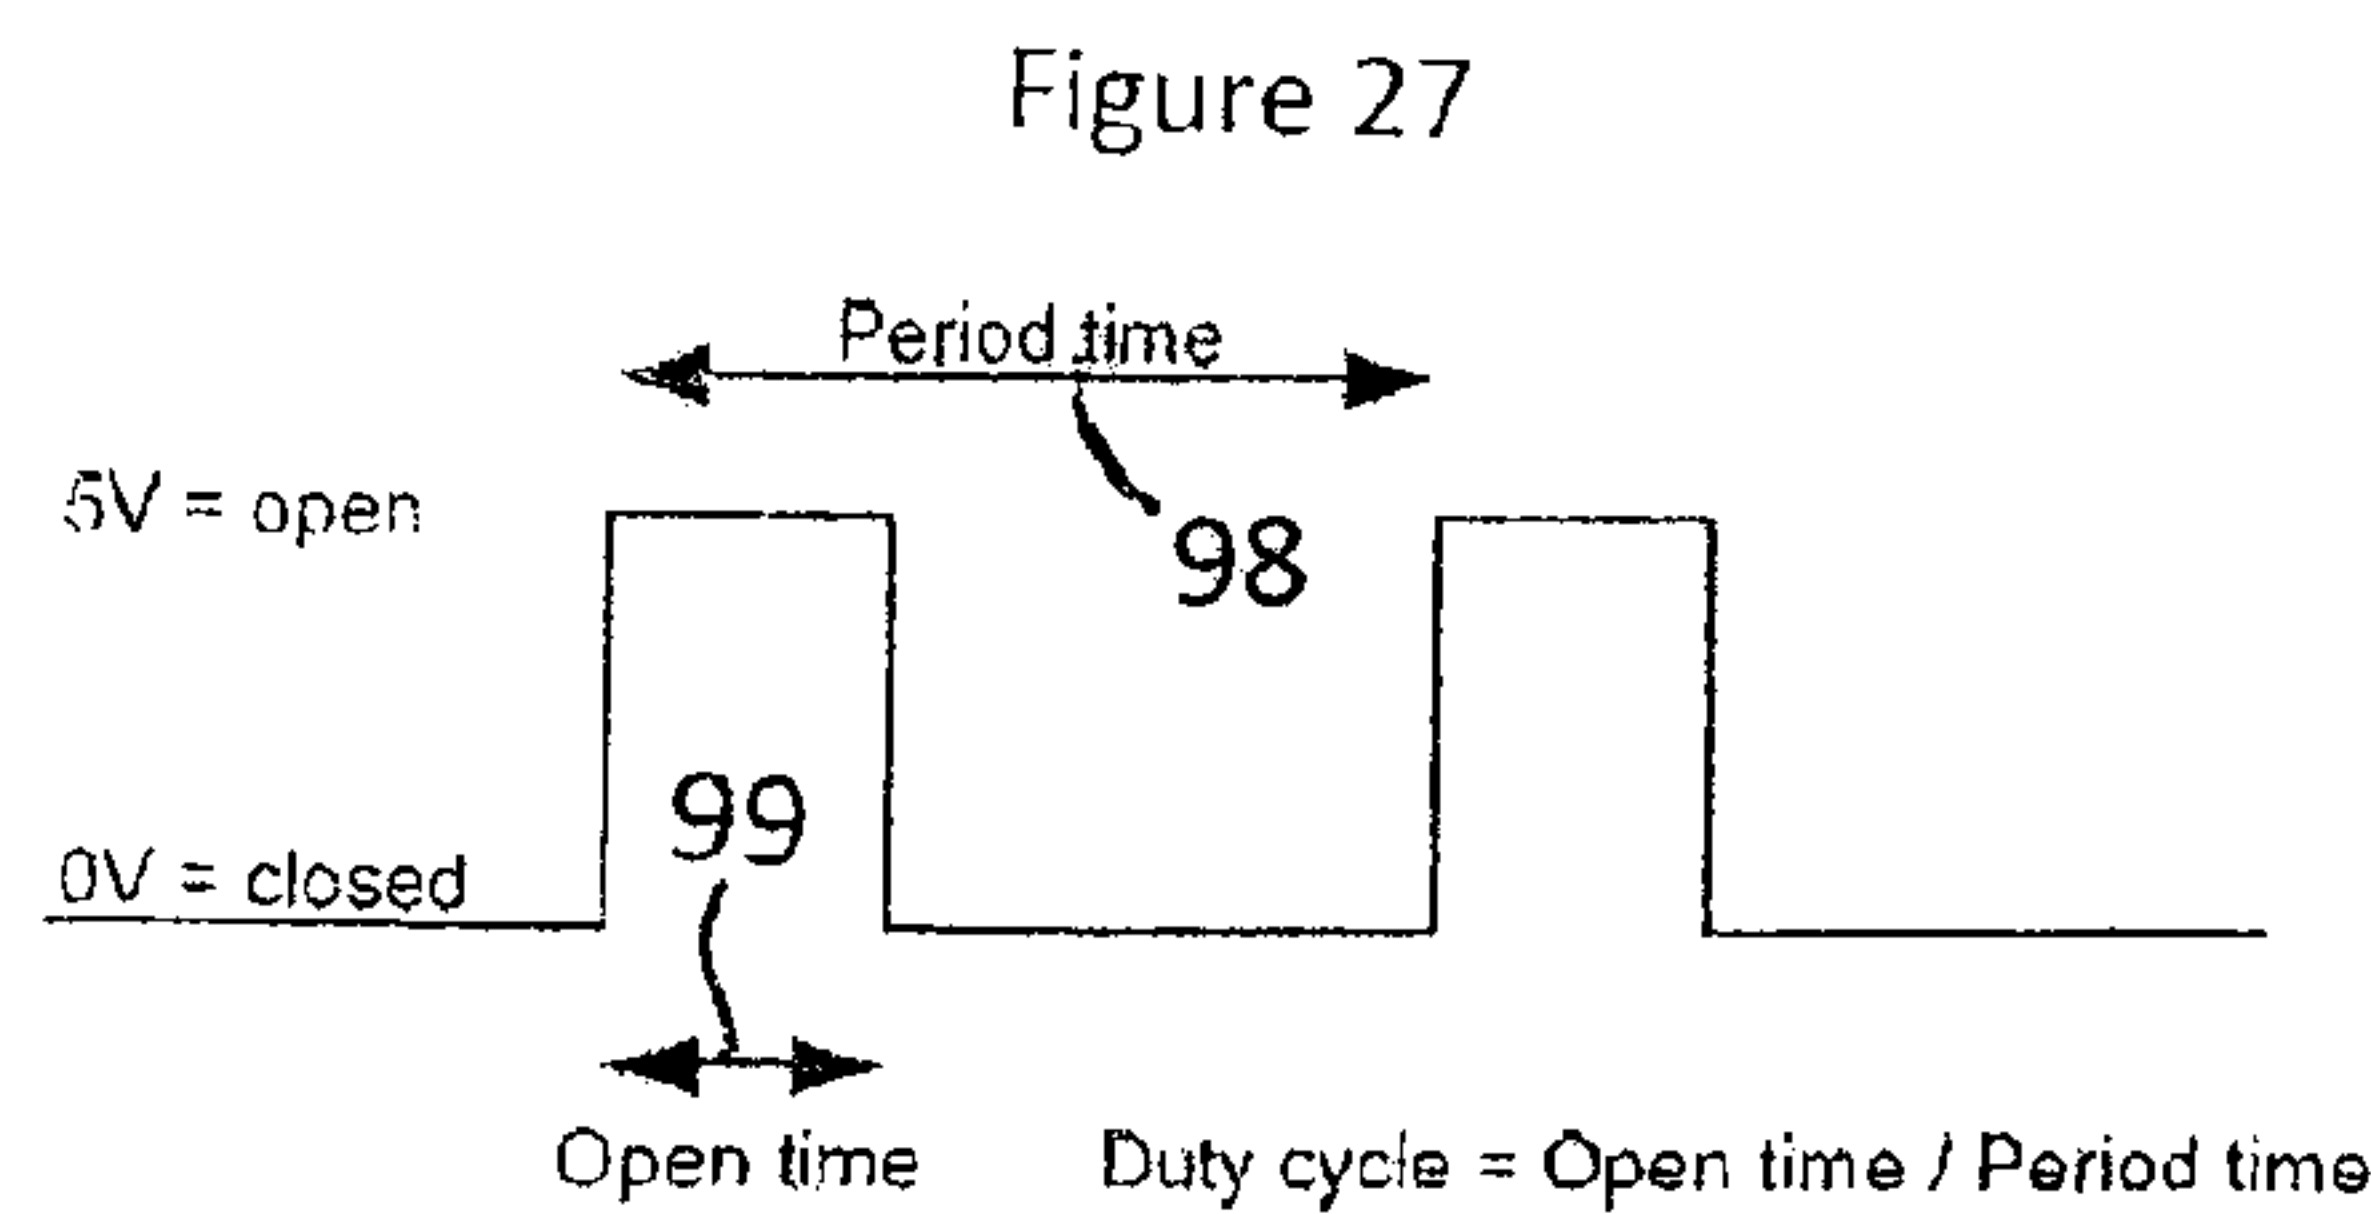 Figure 27
Period time
5V = open
98
99
0V = closed
Open time
Duty cycle = Open time / Period time